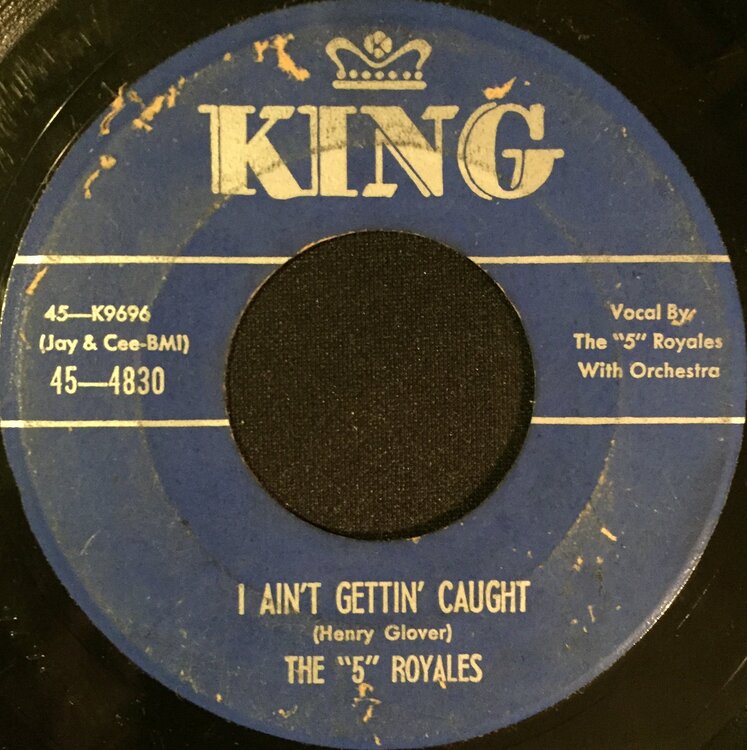 KING
45—K9696
(Jay & Cee-BMI)
45—4830
Vocal By
The "5" Royales
With Orchestra
I AIN'T GETTIN' CAUGHT
(Henry Glover)
THE "5" ROYALES